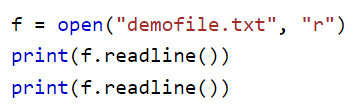 f = open("demofile.txt", "r")
print(f.readline())
print(f.readline())